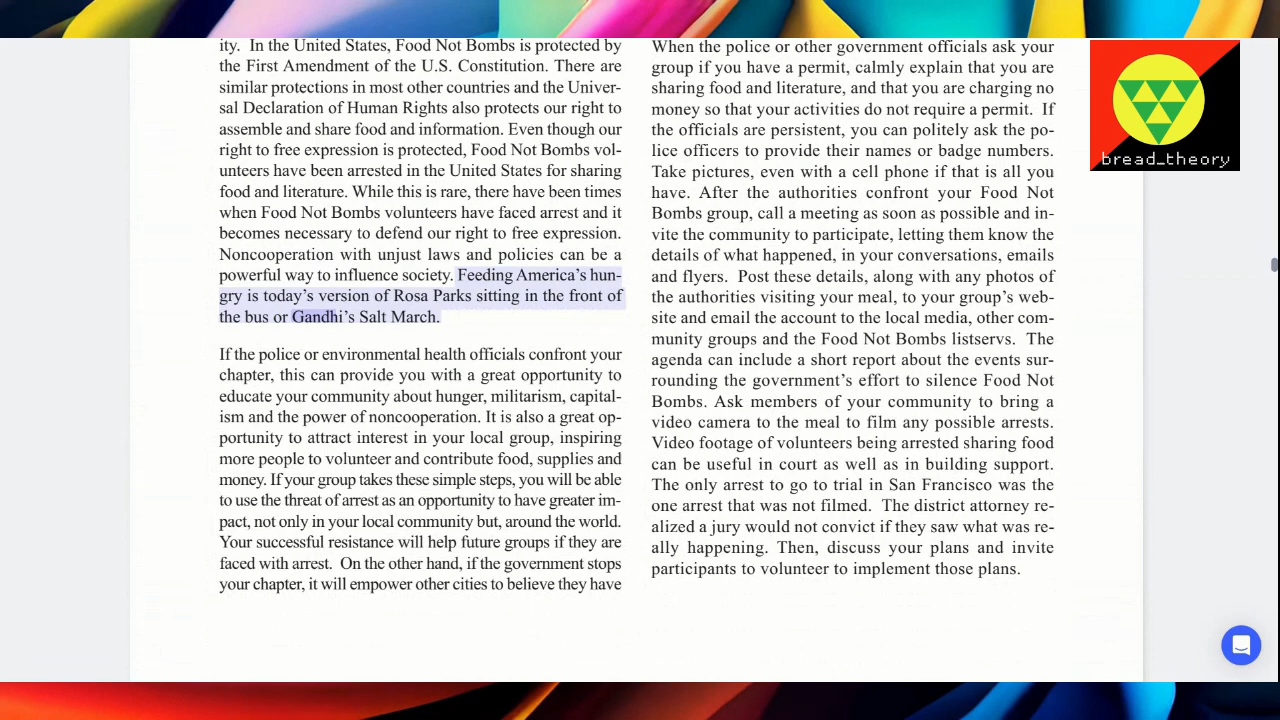 ity.  In the United States, Food Not Bombs is protected by
the First Amendment of the U.S. Constitution. There are
similar protections in most other countries and the Univer-
sal Declaration of Human Rights also protects our right to
assemble and share food and information. Even though our
right to free expression is protected, Food Not Bombs vol-
unteers have been arrested in the United States for sharing
food and literature. While this is rare, there have been times
when Food Not Bombs volunteers have faced arrest and it
becomes necessary to defend our right to free expression.
Noncooperation with unjust laws and policies can be a
powerful way to influence society. Feeding America's hun-
gry is today's version of Rosa Parks sitting in the front of
the bus or Gandhi's Salt March.
If the police or environmental health officials confront your
chapter, this can provide you with a great opportunity to
educate your community about hunger, militarism, capital-
ism and the power of noncooperation. It is also a great op-
portunity to attract interest in your local group, inspiring
more people to volunteer and contribute food, supplies and
money. If your group takes these simple steps, you will be able
to use the threat of arrest as an opportunity to have greater im-
pact, not only in your local community but, around the world.
Your successful resistance will help future groups if they are
faced with arrest.  On the other hand, if the government stops
your chapter, it will empower other cities to believe they have
When the police or other government officials ask your
group if you have a permit, calmly explain that you are
sharing food and literature, and that you are charging no
money so that your activities do not require a permit.  If
the officials are persistent, you can politely ask the po-
lice officers to provide their names or badge numbers.
Take pictures, even with a cell phone if that is all you
have. After the authorities confront your Food Not
Bombs group, call a meeting as soon as possible and in-
vite the community to participate, letting them know the
details of what happened, in your conversations, emails
and flyers.  Post these details, along with any photos of
the authorities visiting your meal, to your group's web-
site and email the account to the local media, other com-
munity groups and the Food Not Bombs listservs.  The
agenda can include a short report about the events sur-
rounding the government's effort to silence Food Not
Bombs. Ask members of your community to bring a
video camera to the meal to film any possible arrests.
Video footage of volunteers being arrested sharing food
can be useful in court as well as in building support.
The only arrest to go to trial in San Francisco was the
one arrest that was not filmed.  The district attorney re-
alized a jury would not convict if they saw what was re-
ally happening. Then, discuss your plans and invite
participants to volunteer to implement those plans.
bread_theory